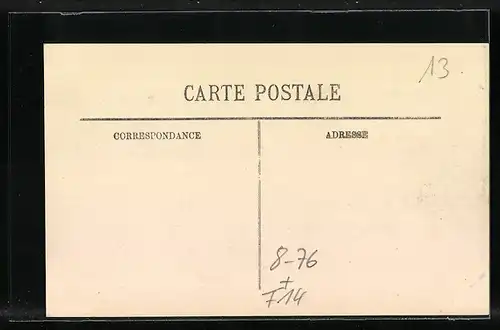 13.
CARTE POSTALE
CORRESPONDANCE ADRESSE
8-76
+
F14